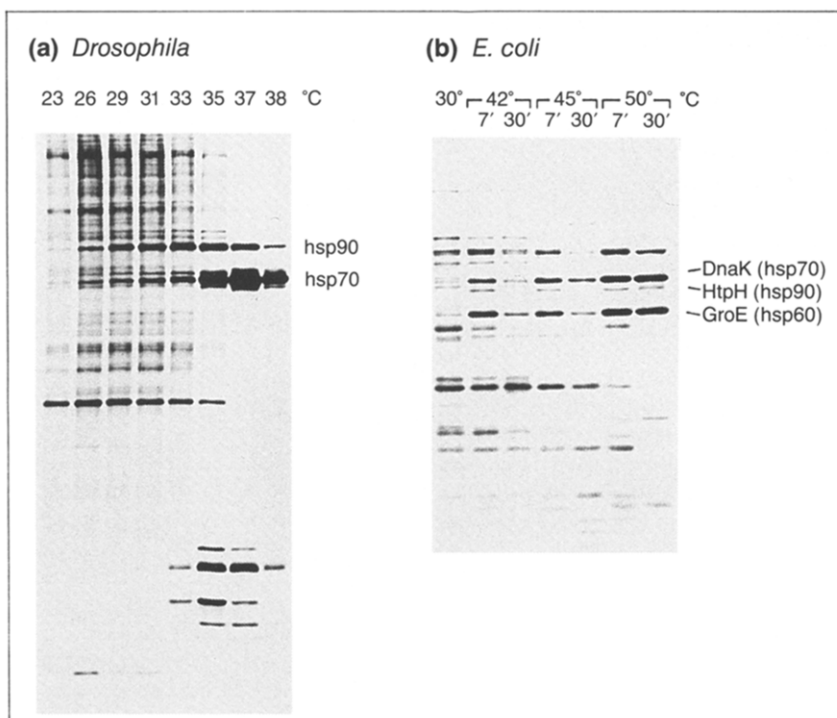 (a) Drosophila
23 26 29 31 33 35 37 38 °C
hsp90
hsp70
(b) E. coli
30° 42° 45° 50° °C
7′ 30′ 7′ 30′ 7′ 30′
DnaK (hsp70)
HtpH (hsp90)
GroE (hsp60)